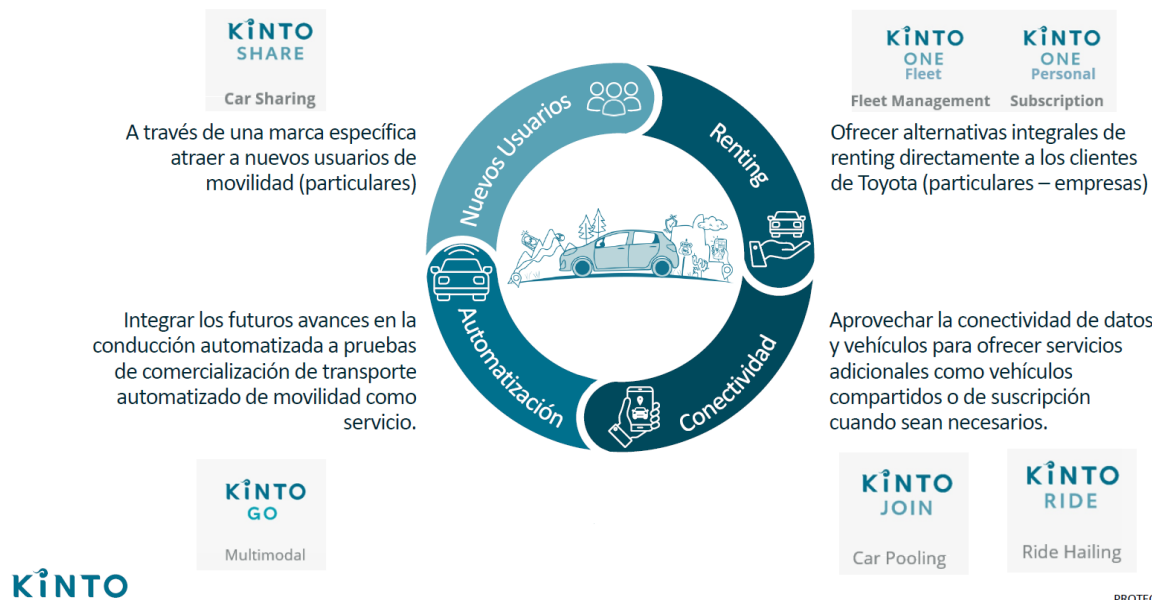 KINTO
SHARE
Car Sharing
A través de una marca específica
atraer a nuevos usuarios de
movilidad (particulares)
KINTO
ONE
Fleet
Fleet Management
KINTO
ONE
Personal
Subscription
Ofrecer alternativas integrales de
renting directamente a los clientes
de Toyota (particulares – empresas)
Nuevos Usuarios
Renting
Automatización
Conectividad
Integrar los futuros avances en la
conducción automatizada a pruebas
de comercialización de transporte
automatizado de movilidad como
servicio.
KINTO
GO
Multimodal
Aprovechar la conectividad de datos
y vehículos para ofrecer servicios
adicionales como vehículos
compartidos o de suscripción
cuando sean necesarios.
KINTO
JOIN
Car Pooling
KINTO
RIDE
Ride Hailing
KINTO
PROTEC